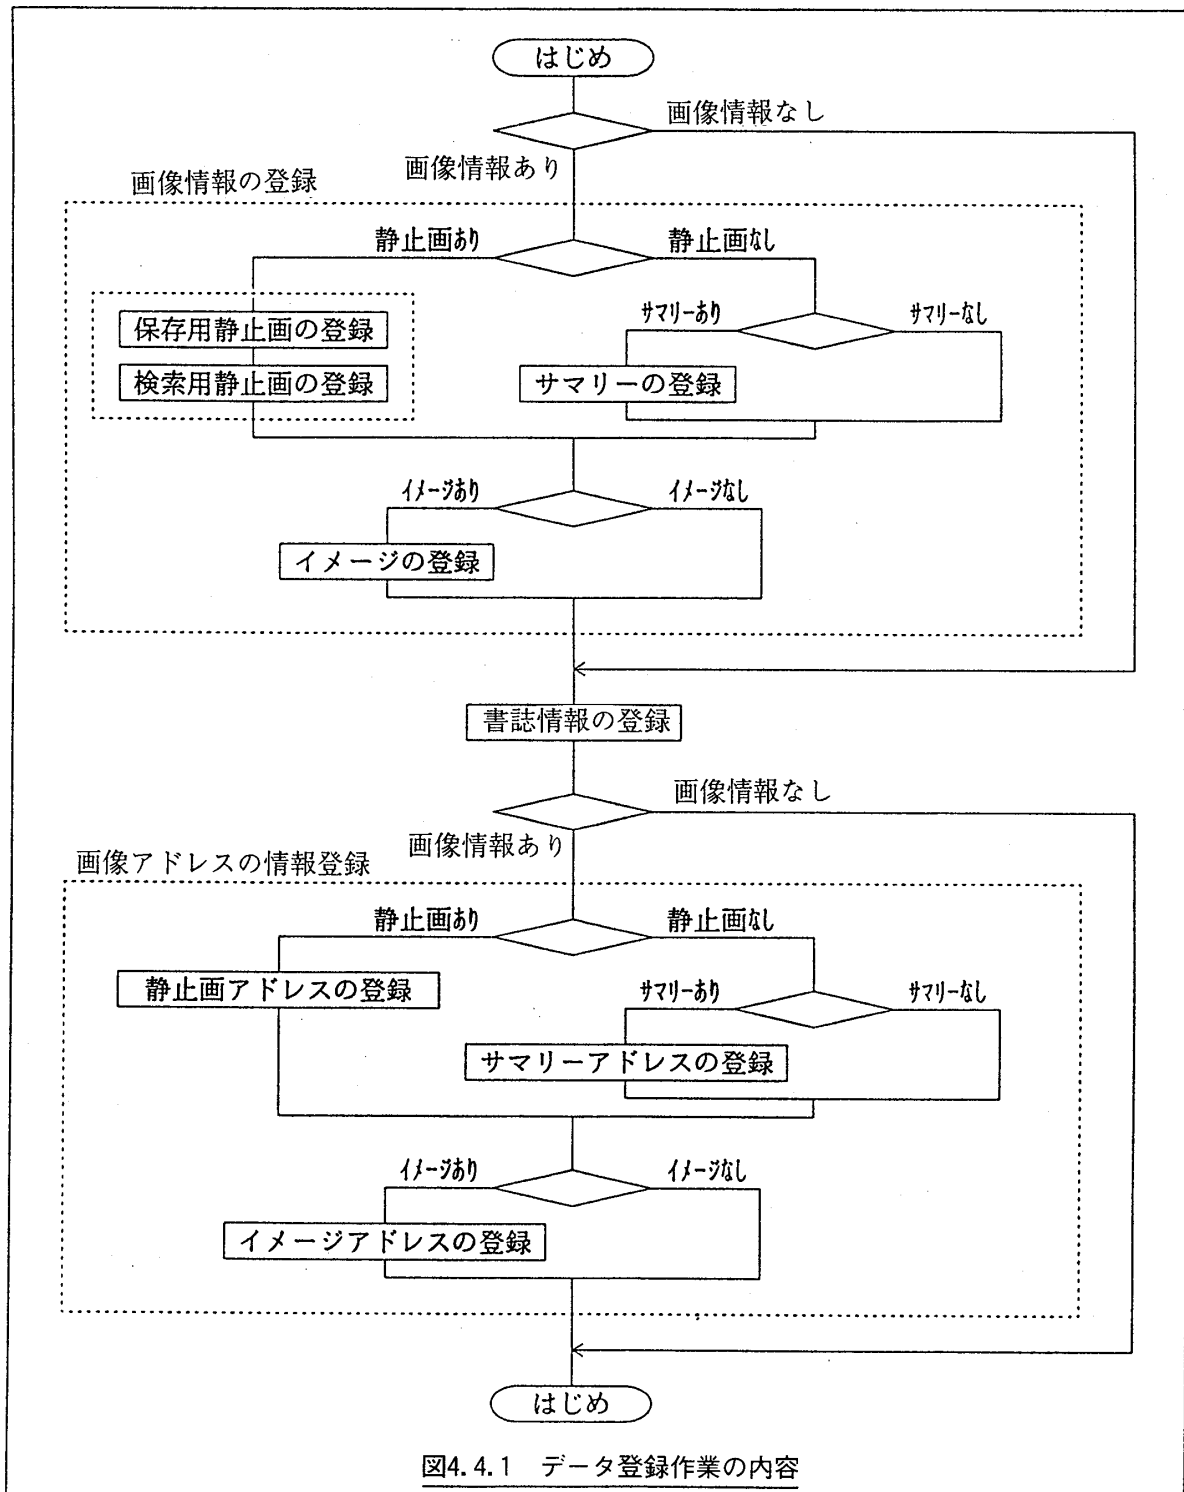 はじめ
画像情報なし
画像情報あり
画像情報の登録
静止画あり
静止画なし
サマリーあり
サマリーなし
保存用静止画の登録
検索用静止画の登録
サマリーの登録
イメージあり
イメージなし
イメージの登録
書誌情報の登録
画像情報なし
画像情報あり
画像アドレスの情報登録
静止画あり
静止画なし
静止画アドレスの登録
サマリーあり
サマリーなし
サマリーアドレスの登録
イメージあり
イメージなし
イメージアドレスの登録
はじめ
図4.4.1 データ登録作業の内容